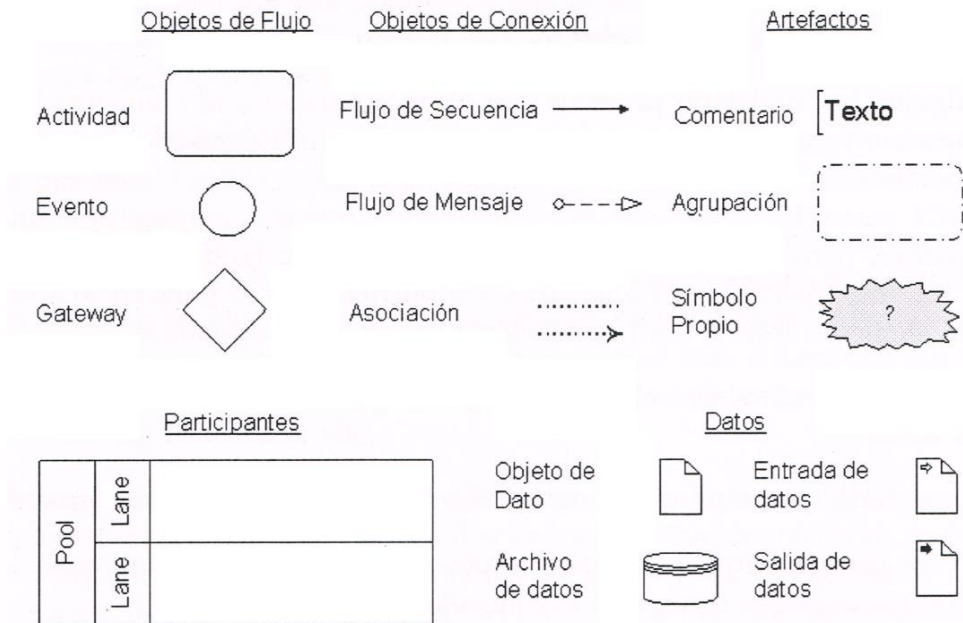 Objetos de Flujo
Objetos de Conexión
Artefactos
Actividad
Flujo de Secuencia
Comentario
Texto
Evento
Flujo de Mensaje
Agrupación
Gateway
Asociación
Símbolo
Propio
?
Participantes
Datos
Pool
Lane
Lane
Objeto de
Dato
Entrada de
datos
Archivo
de datos
Salida de
datos